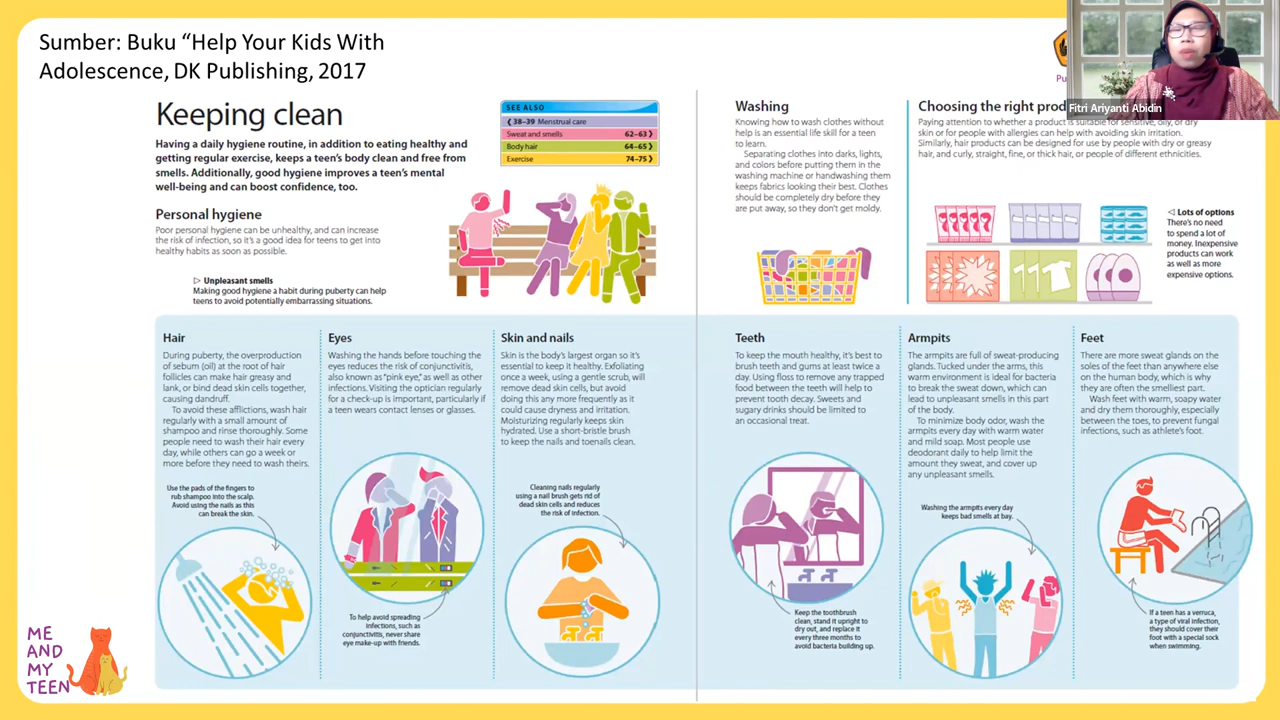 Sumber: Buku “Help Your Kids With
Adolescence, DK Publishing, 2017
Fitri Ariyanti Abidin
Keeping clean
Having a daily hygiene routine, in addition to eating healthy and
getting regular exercise, keeps a teen’s body clean and free from
smells. Additionally, good hygiene improves a teen’s mental
well-being and can boost confidence, too.
SEE ALSO
❮ 38–39 Menstrual care
Sweat and smells 62–63 ❯
Body hair 64–65 ❯
Exercise 74–75 ❯
Personal hygiene
Poor personal hygiene can be unhealthy, and can increase
the risk of infection, so it’s a good idea for teens to get into
healthy habits as soon as possible.
▷ Unpleasant smells
Making good hygiene a habit during puberty can help
teens to avoid potentially embarrassing situations.
Washing
Knowing how to wash clothes without
help is an essential life skill for a teen
to learn.
Separating clothes into darks, lights,
and colors before putting them in the
washing machine or handwashing them
keeps fabrics looking their best. Clothes
should be completely dry before they
are put away, so they don’t get moldy.
Choosing the right prod
Paying attention to whether a product is suitable for sensitive, oily, or dry
skin or for people with allergies can help with avoiding skin irritation.
Similarly, hair products can be designed for use by people with dry or greasy
hair, and curly, straight, fine, or thick hair, or people of different ethnicities.
◁ Lots of options
There’s no need
to spend a lot of
money. Inexpensive
products can work
as well as more
expensive options.
Hair
During puberty, the overproduction
of sebum (oil) at the root of hair
follicles can make hair greasy and
lank, or bind dead skin cells together,
causing dandruff.
To avoid these afflictions, wash hair
regularly with a small amount of
shampoo and rinse thoroughly. Some
people need to wash their hair every
day, while others can go a week or
more before they need to wash theirs.
Use the pads of the fingers to
rub shampoo into the scalp.
Avoid using the nails as this
can break the skin.
Eyes
Washing the hands before touching the
eyes reduces the risk of conjunctivitis,
also known as “pink eye,” as well as other
infections. Visiting the optician regularly
for a check-up is important, particularly if
a teen wears contact lenses or glasses.
To help avoid spreading
infections, such as
conjunctivitis, never share
eye make-up with friends.
Skin and nails
Skin is the body’s largest organ so it’s
essential to keep it healthy. Exfoliating
once a week, using a gentle scrub, will
remove dead skin cells, but avoid
doing this any more frequently as it
could cause dryness and irritation.
Moisturizing regularly keeps skin
hydrated. Use a short-bristle brush
to keep the nails and toenails clean.
Cleaning nails regularly
using a nail brush gets rid of
dead skin cells and reduces
the risk of infection.
Teeth
To keep the mouth healthy, it’s best to
brush teeth and gums at least twice a
day. Using floss to remove any trapped
food between the teeth will help to
prevent tooth decay. Sweets and
sugary drinks should be limited to
an occasional treat.
Keep the toothbrush
clean, stand it upright to
dry out, and replace it
every three months to
avoid bacteria building up.
Armpits
The armpits are full of sweat-producing
glands. Tucked under the arms, this
warm environment is ideal for bacteria
to break the sweat down, which can
lead to unpleasant smells in this part
of the body.
To minimize body odor, wash the
armpits every day with warm water
and mild soap. Most people use
deodorant daily to help limit the
amount they sweat, and cover up
any unpleasant smells.
Washing the armpits every day
keeps bad smells at bay.
Feet
There are more sweat glands on the
soles of the feet than anywhere else
on the human body, which is why
they are often the smelliest part.
Wash feet with warm, soapy water
and dry them thoroughly, especially
between the toes, to prevent fungal
infections, such as athlete’s foot.
If a teen has a verruca,
a type of viral infection,
they should cover their
foot with a special sock
when swimming.
ME
AND
MY
TEEN